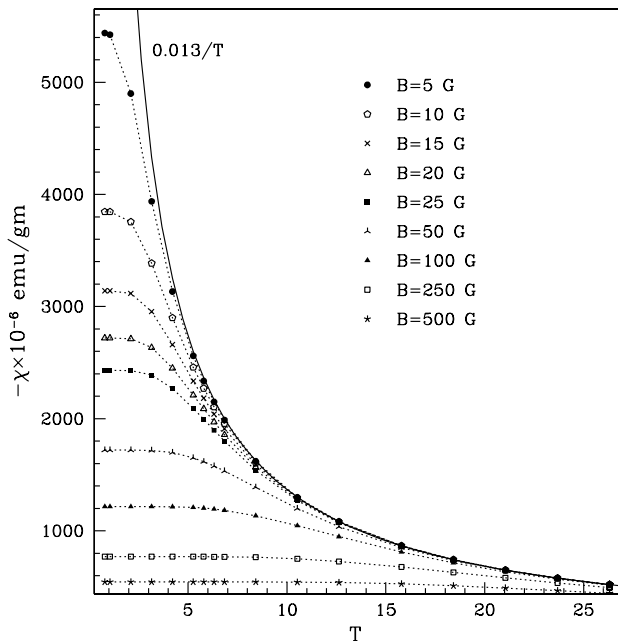 0.013/T
B=5 G
B=10 G
B=15 G
B=20 G
B=25 G
B=50 G
B=100 G
B=250 G
B=500 G
5000
4000
3000
2000
1000
−χ×10⁻⁶ emu/gm
5
10
15
20
25
T